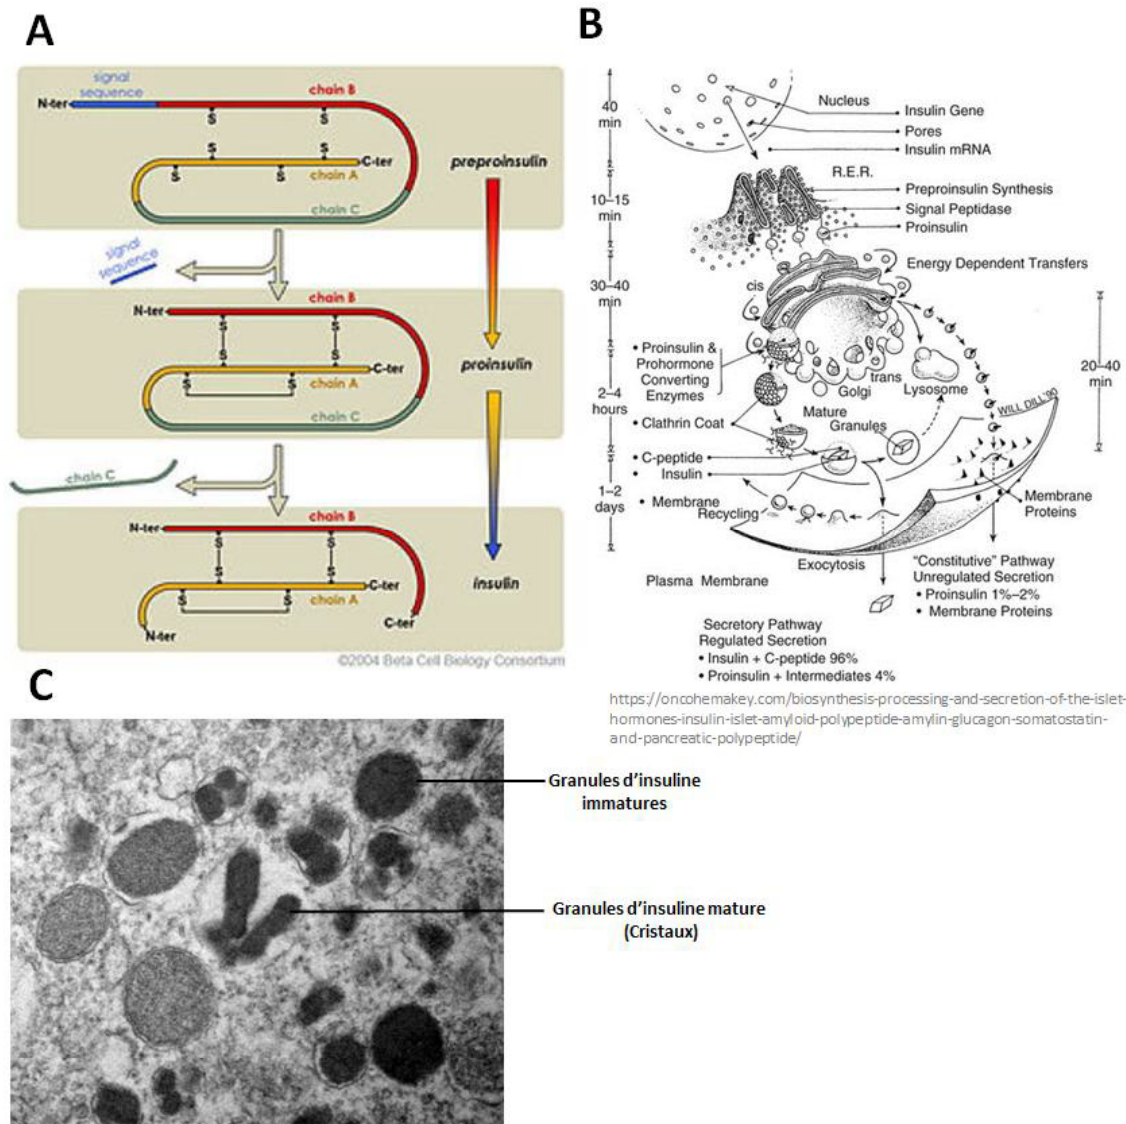 A
signal
sequence
chain B
N-ter
S
S
S
S
C-ter
S
S
chain A
chain C
preproinsulin
signal
sequence
chain B
N-ter
S
S
S
S
C-ter
S
S
chain A
chain C
proinsulin
chain C
N-ter
chain B
S
S
S
S
C-ter
S
S
chain A
N-ter
C-ter
insulin
©2004 Beta Cell Biology Consortium
B
40
min
10–15
min
30–40
min
2–4
hours
1–2
days
Nucleus
• Insulin Gene
• Pores
• Insulin mRNA
R.E.R.
• Preproinsulin Synthesis
• Signal Peptidase
• Proinsulin
Energy Dependent Transfers
cis
• Proinsulin &
Prohormone
Converting
Enzymes
trans
Golgi
Lysosome
20–40
min
WILL DILL '90
• Clathrin Coat
Mature
Granules
• C-peptide
• Insulin
• Membrane
Recycling
Membrane
Proteins
Exocytosis
Plasma Membrane
"Constitutive" Pathway
Unregulated Secretion
• Proinsulin 1%–2%
• Membrane Proteins
Secretory Pathway
Regulated Secretion
• Insulin + C-peptide 96%
• Proinsulin + Intermediates 4%
https://oncohemakey.com/biosynthesis-processing-and-secretion-of-the-islet-
hormones-insulin-islet-amyloid-polypeptide-amylin-glucagon-somatostatin-
and-pancreatic-polypeptide/
C
Granules d’insuline
immatures
Granules d’insuline mature
(Cristaux)